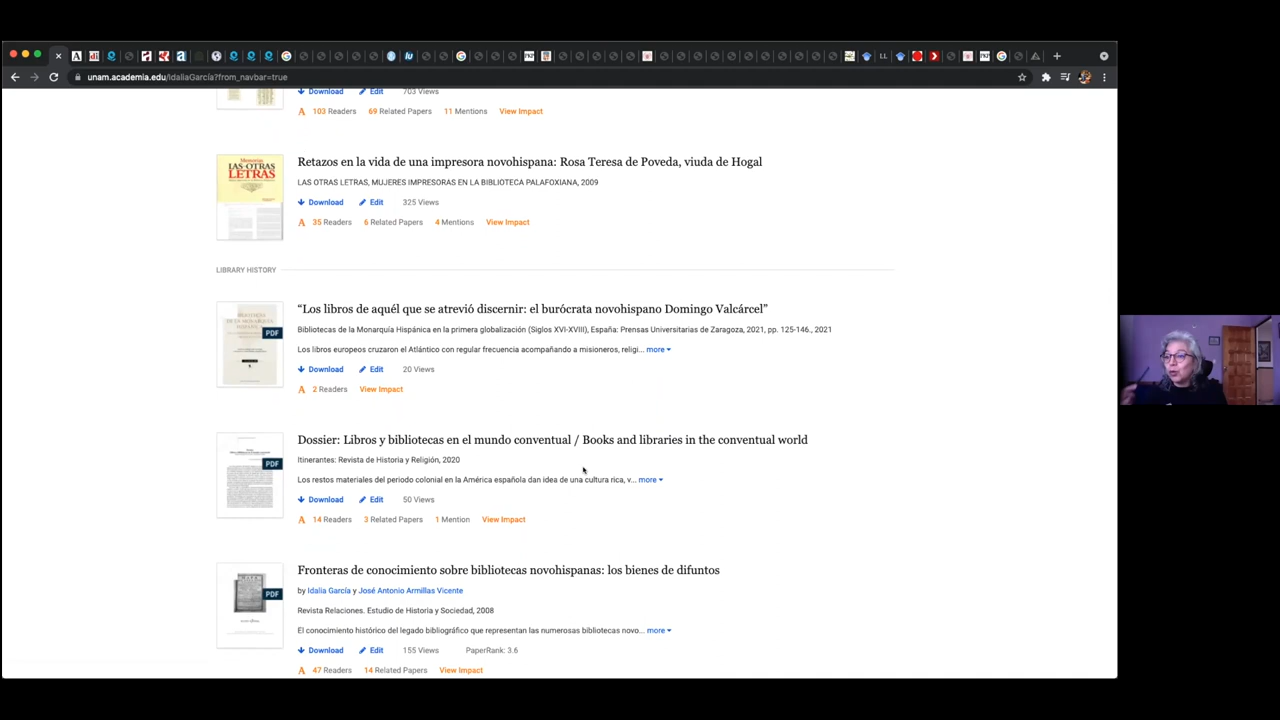 unam.academia.edu/IdaliaGarcía?from_navbar=true
Download Edit 703 Views
103 Readers 69 Related Papers 11 Mentions View Impact
Memorias
LAS OTRAS
LETRAS
Retazos en la vida de una impresora novohispana: Rosa Teresa de Poveda, viuda de Hogal
LAS OTRAS LETRAS, MUJERES IMPRESORAS EN LA BIBLIOTECA PALAFOXIANA, 2009
Download Edit 325 Views
35 Readers 6 Related Papers 4 Mentions View Impact
LIBRARY HISTORY
PDF
“Los libros de aquél que se atrevió discernir: el burócrata novohispano Domingo Valcárcel”
Bibliotecas de la Monarquía Hispánica en la primera globalización (Siglos XVI-XVIII), España: Prensas Universitarias de Zaragoza, 2021, pp. 125-146., 2021
Los libros europeos cruzaron el Atlántico con regular frecuencia acompañando a misioneros, religi... more
Download Edit 20 Views
2 Readers View Impact
PDF
Dossier: Libros y bibliotecas en el mundo conventual / Books and libraries in the conventual world
Itinerantes: Revista de Historia y Religión, 2020
Los restos materiales del periodo colonial en la América española dan idea de una cultura rica, v... more
Download Edit 50 Views
14 Readers 3 Related Papers 1 Mention View Impact
PDF
Fronteras de conocimiento sobre bibliotecas novohispanas: los bienes de difuntos
by Idalia García y José Antonio Armillas Vicente
Revista Relaciones. Estudio de Historia y Sociedad, 2008
El conocimiento histórico del legado bibliográfico que representan las numerosas bibliotecas novo... more
Download Edit 155 Views PaperRank: 3.6
47 Readers 14 Related Papers View Impact